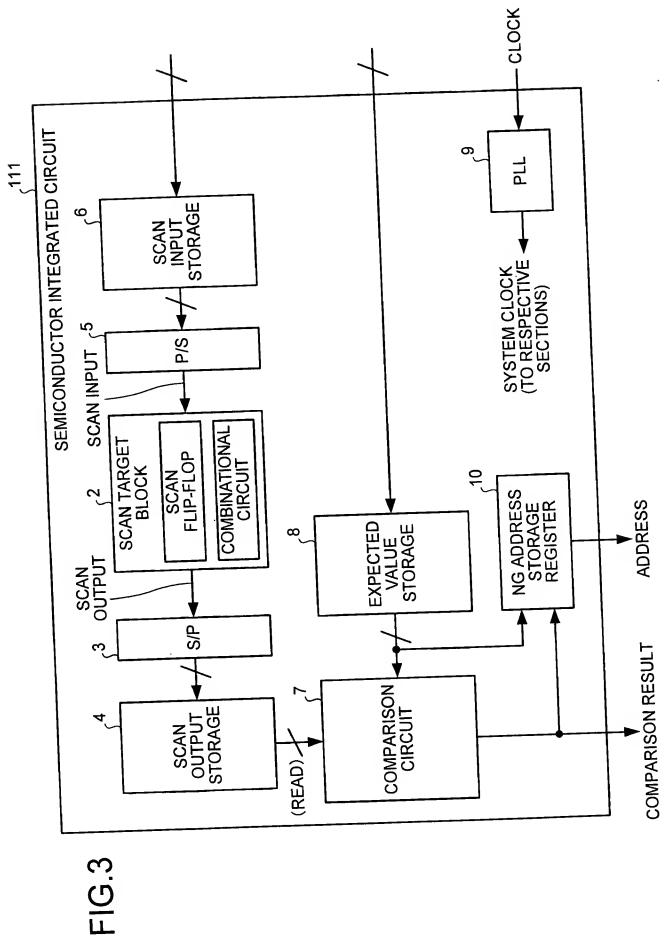 FIG.3
111
SEMICONDUCTOR INTEGRATED CIRCUIT
4
SCAN
OUTPUT
STORAGE
3
S/P
SCAN
OUTPUT
2
SCAN TARGET
BLOCK
SCAN
FLIP-FLOP
COMBINATIONAL
CIRCUIT
SCAN INPUT
5
P/S
6
SCAN
INPUT
STORAGE
(READ)
7
COMPARISON
CIRCUIT
8
EXPECTED
VALUE
STORAGE
10
NG ADDRESS
STORAGE
REGISTER
SYSTEM CLOCK
(TO RESPECTIVE
SECTIONS)
9
PLL
CLOCK
COMPARISON RESULT
ADDRESS